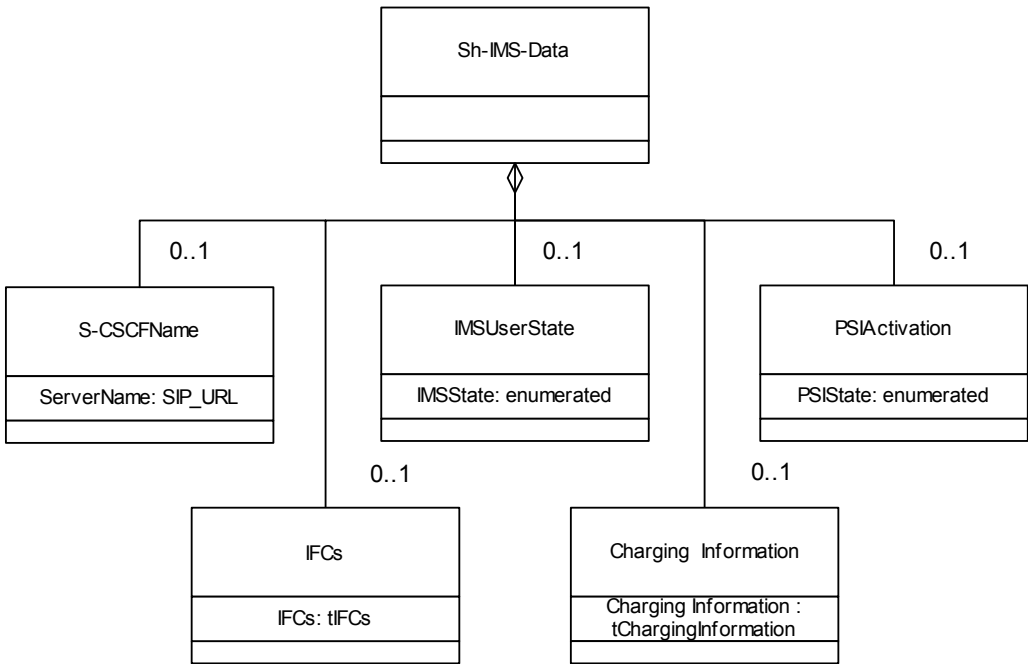 Sh-IMS-Data
0..1
0..1
0..1
S-CSCFName
IMSUserState
PSIActivation
ServerName: SIP_URL
IMSState: enumerated
PSIState: enumerated
0..1
0..1
IFCs
Charging Information
IFCs: tIFCs
Charging Information :
tChargingInformation